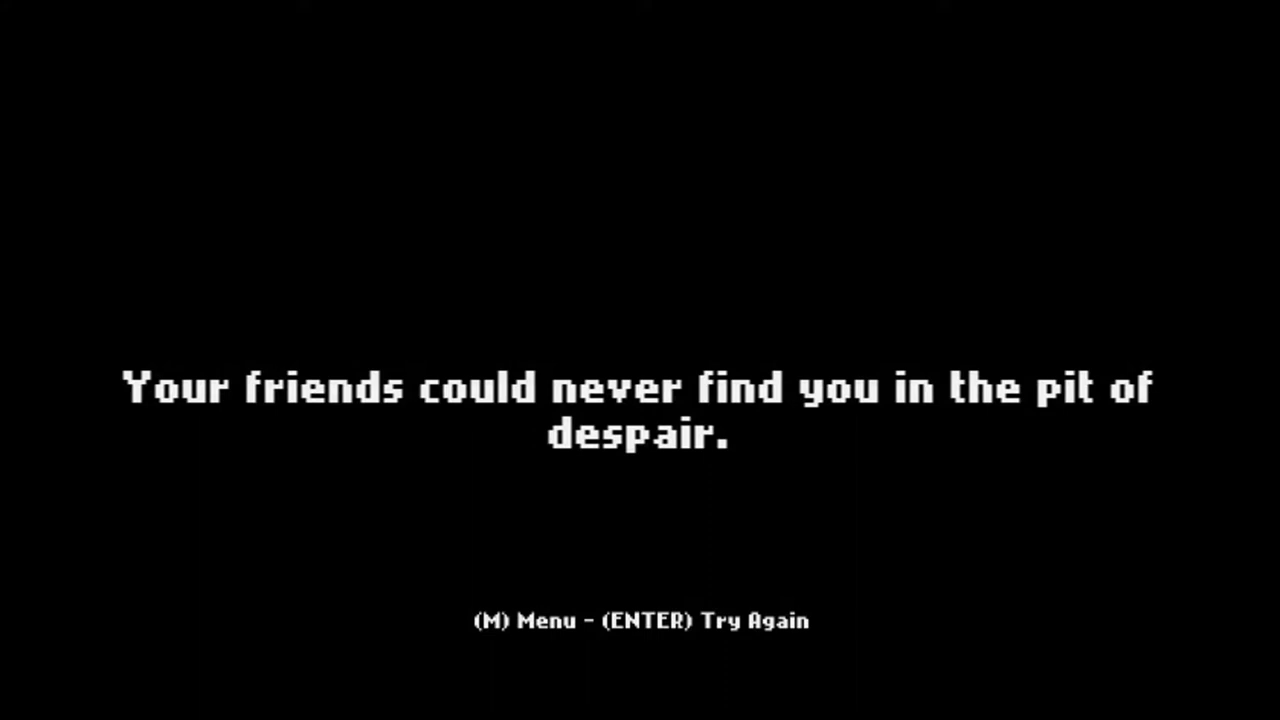 Your friends could never find you in the pit of
despair.
(M) Menu - (ENTER) Try Again